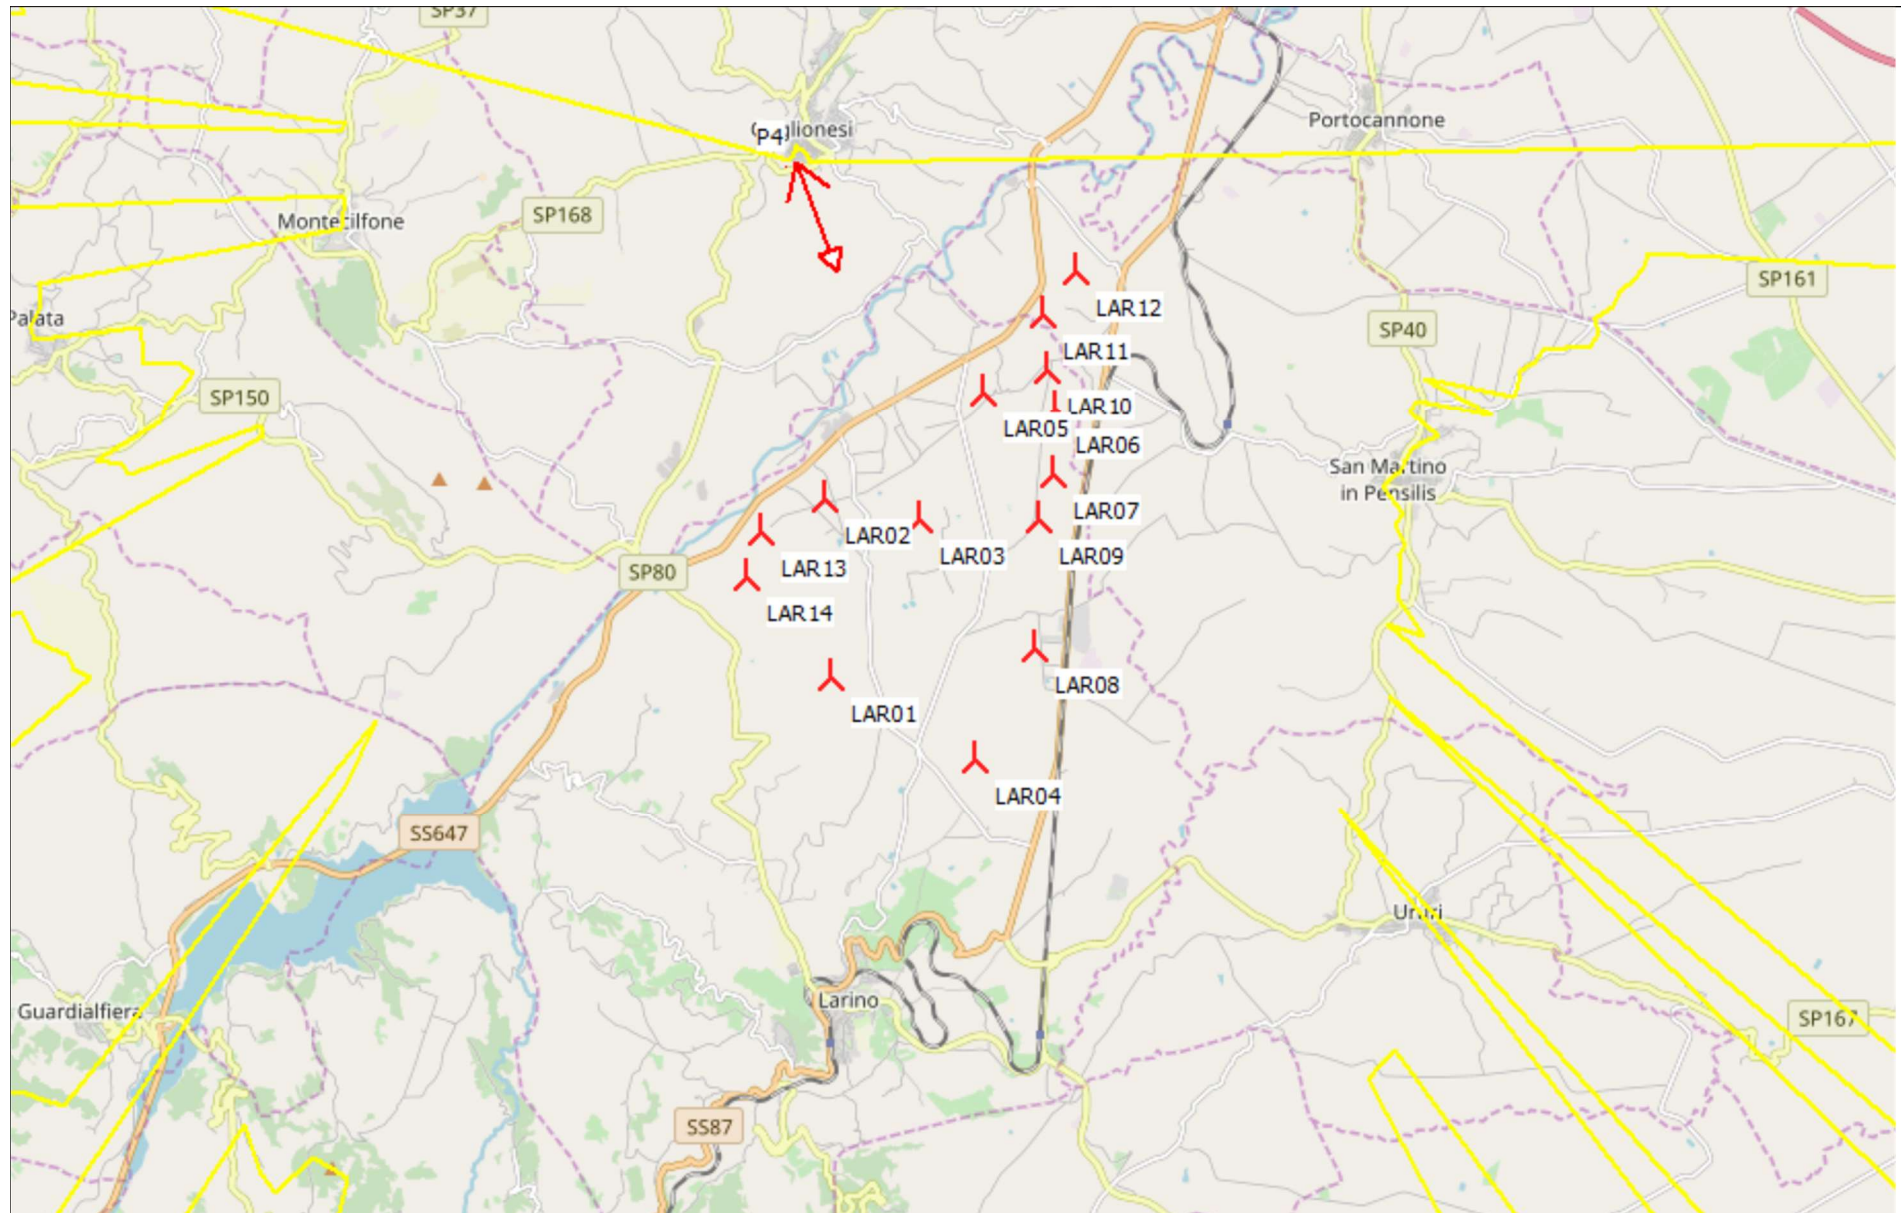 SP37
P4
Portocannone
SP168
Montecilfone
SP161
LAR12
Palata
SP40
LAR11
SP150
LAR10
LAR05
LAR06
San Martino
in Pensilis
LAR07
LAR02
LAR03
LAR09
LAR13
SP80
LAR14
LAR08
LAR01
LAR04
SS647
Ururi
Larino
Guardialfiera
SP167
SS87